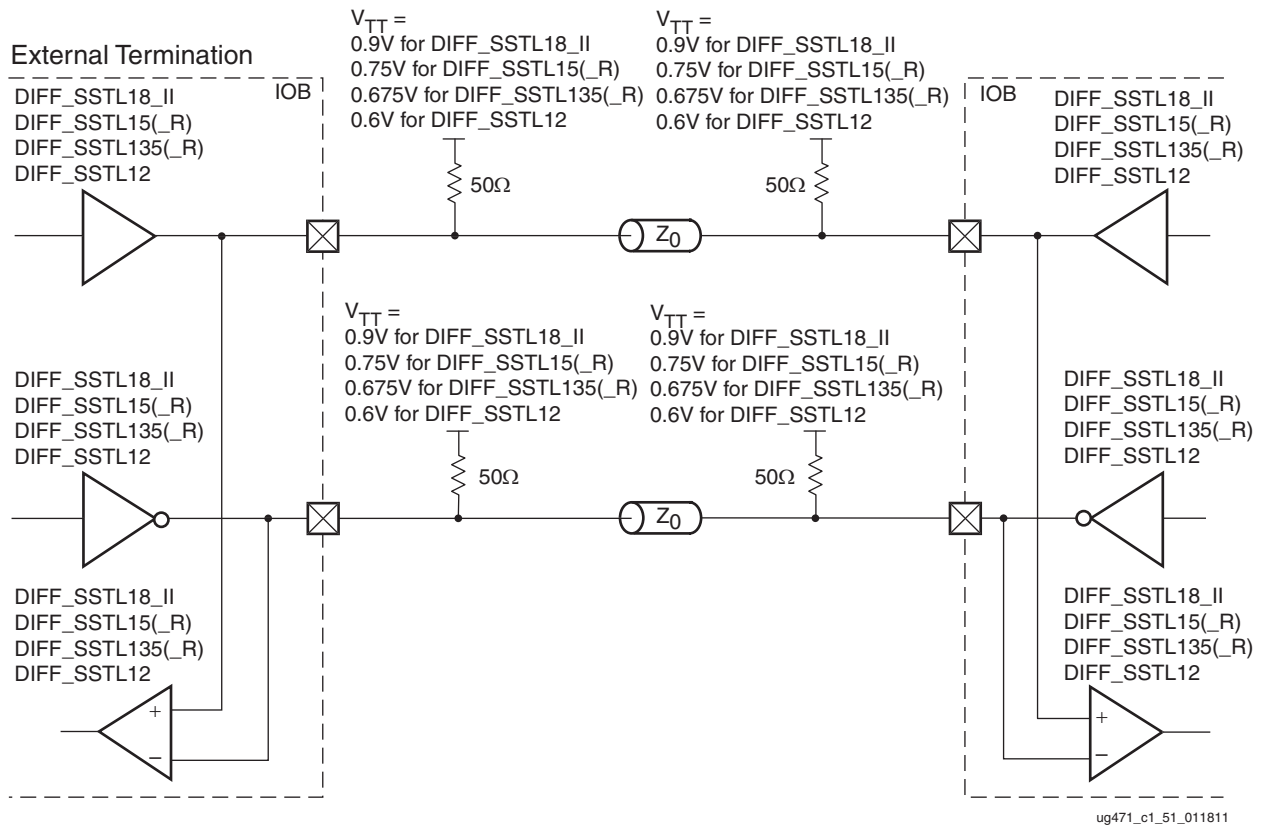 V_TT =
0.9V for DIFF_SSTL18_II
0.75V for DIFF_SSTL15(_R)
0.675V for DIFF_SSTL135(_R)
0.6V for DIFF_SSTL12
V_TT =
0.9V for DIFF_SSTL18_II
0.75V for DIFF_SSTL15(_R)
0.675V for DIFF_SSTL135(_R)
0.6V for DIFF_SSTL12
External Termination
IOB
DIFF_SSTL18_II
DIFF_SSTL15(_R)
DIFF_SSTL135(_R)
DIFF_SSTL12
IOB
DIFF_SSTL18_II
DIFF_SSTL15(_R)
DIFF_SSTL135(_R)
DIFF_SSTL12
50Ω
50Ω
Z0
V_TT =
0.9V for DIFF_SSTL18_II
0.75V for DIFF_SSTL15(_R)
0.675V for DIFF_SSTL135(_R)
0.6V for DIFF_SSTL12
V_TT =
0.9V for DIFF_SSTL18_II
0.75V for DIFF_SSTL15(_R)
0.675V for DIFF_SSTL135(_R)
0.6V for DIFF_SSTL12
DIFF_SSTL18_II
DIFF_SSTL15(_R)
DIFF_SSTL135(_R)
DIFF_SSTL12
DIFF_SSTL18_II
DIFF_SSTL15(_R)
DIFF_SSTL135(_R)
DIFF_SSTL12
50Ω
50Ω
Z0
DIFF_SSTL18_II
DIFF_SSTL15(_R)
DIFF_SSTL135(_R)
DIFF_SSTL12
+
–
DIFF_SSTL18_II
DIFF_SSTL15(_R)
DIFF_SSTL135(_R)
DIFF_SSTL12
+
–
ug471_c1_51_011811